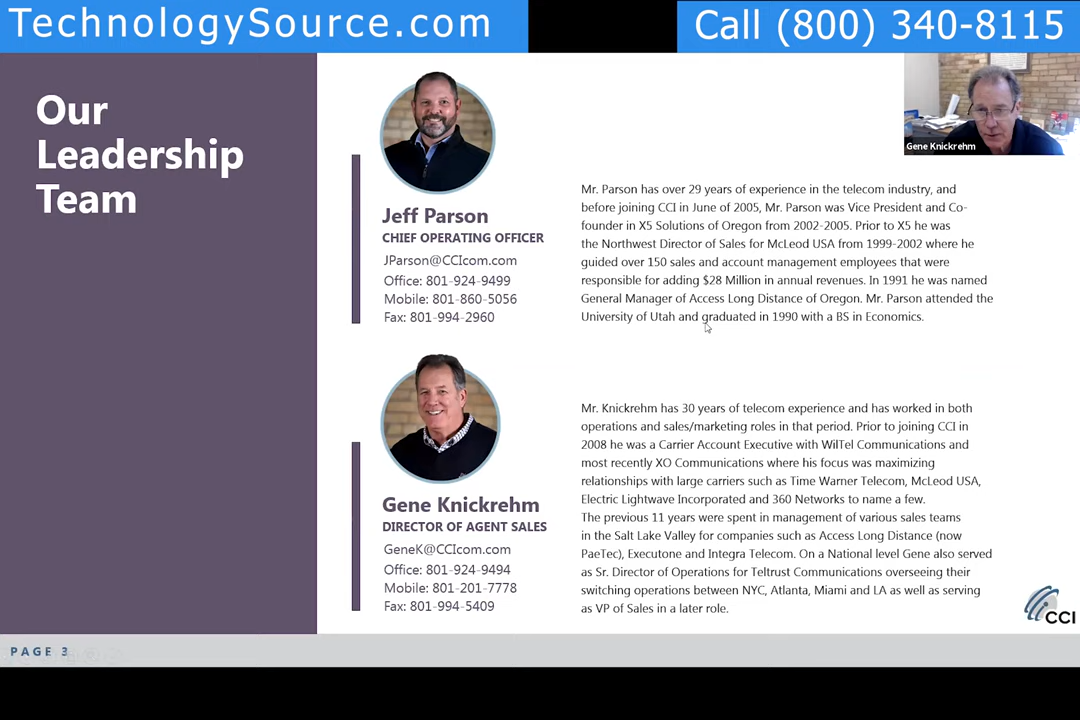 TechnologySource.com
Call (800) 340-8115
Our
Leadership
Team
Gene Knickrehm
Jeff Parson
CHIEF OPERATING OFFICER
JParson@CCIcom.com
Office: 801-924-9499
Mobile: 801-860-5056
Fax: 801-994-2960
Mr. Parson has over 29 years of experience in the telecom industry, and
before joining CCI in June of 2005, Mr. Parson was Vice President and Co-
founder in X5 Solutions of Oregon from 2002-2005. Prior to X5 he was
the Northwest Director of Sales for McLeod USA from 1999-2002 where he
guided over 150 sales and account management employees that were
responsible for adding $28 Million in annual revenues. In 1991 he was named
General Manager of Access Long Distance of Oregon. Mr. Parson attended the
University of Utah and graduated in 1990 with a BS in Economics.
Gene Knickrehm
DIRECTOR OF AGENT SALES
GeneK@CCIcom.com
Office: 801-924-9494
Mobile: 801-201-7778
Fax: 801-994-5409
Mr. Knickrehm has 30 years of telecom experience and has worked in both
operations and sales/marketing roles in that period. Prior to joining CCI in
2008 he was a Carrier Account Executive with WilTel Communications and
most recently XO Communications where his focus was maximizing
relationships with large carriers such as Time Warner Telecom, McLeod USA,
Electric Lightwave Incorporated and 360 Networks to name a few.
The previous 11 years were spent in management of various sales teams
in the Salt Lake Valley for companies such as Access Long Distance (now
PaeTec), Executone and Integra Telecom. On a National level Gene also served
as Sr. Director of Operations for Teltrust Communications overseeing their
switching operations between NYC, Atlanta, Miami and LA as well as serving
as VP of Sales in a later role.
CCI
PAGE 3